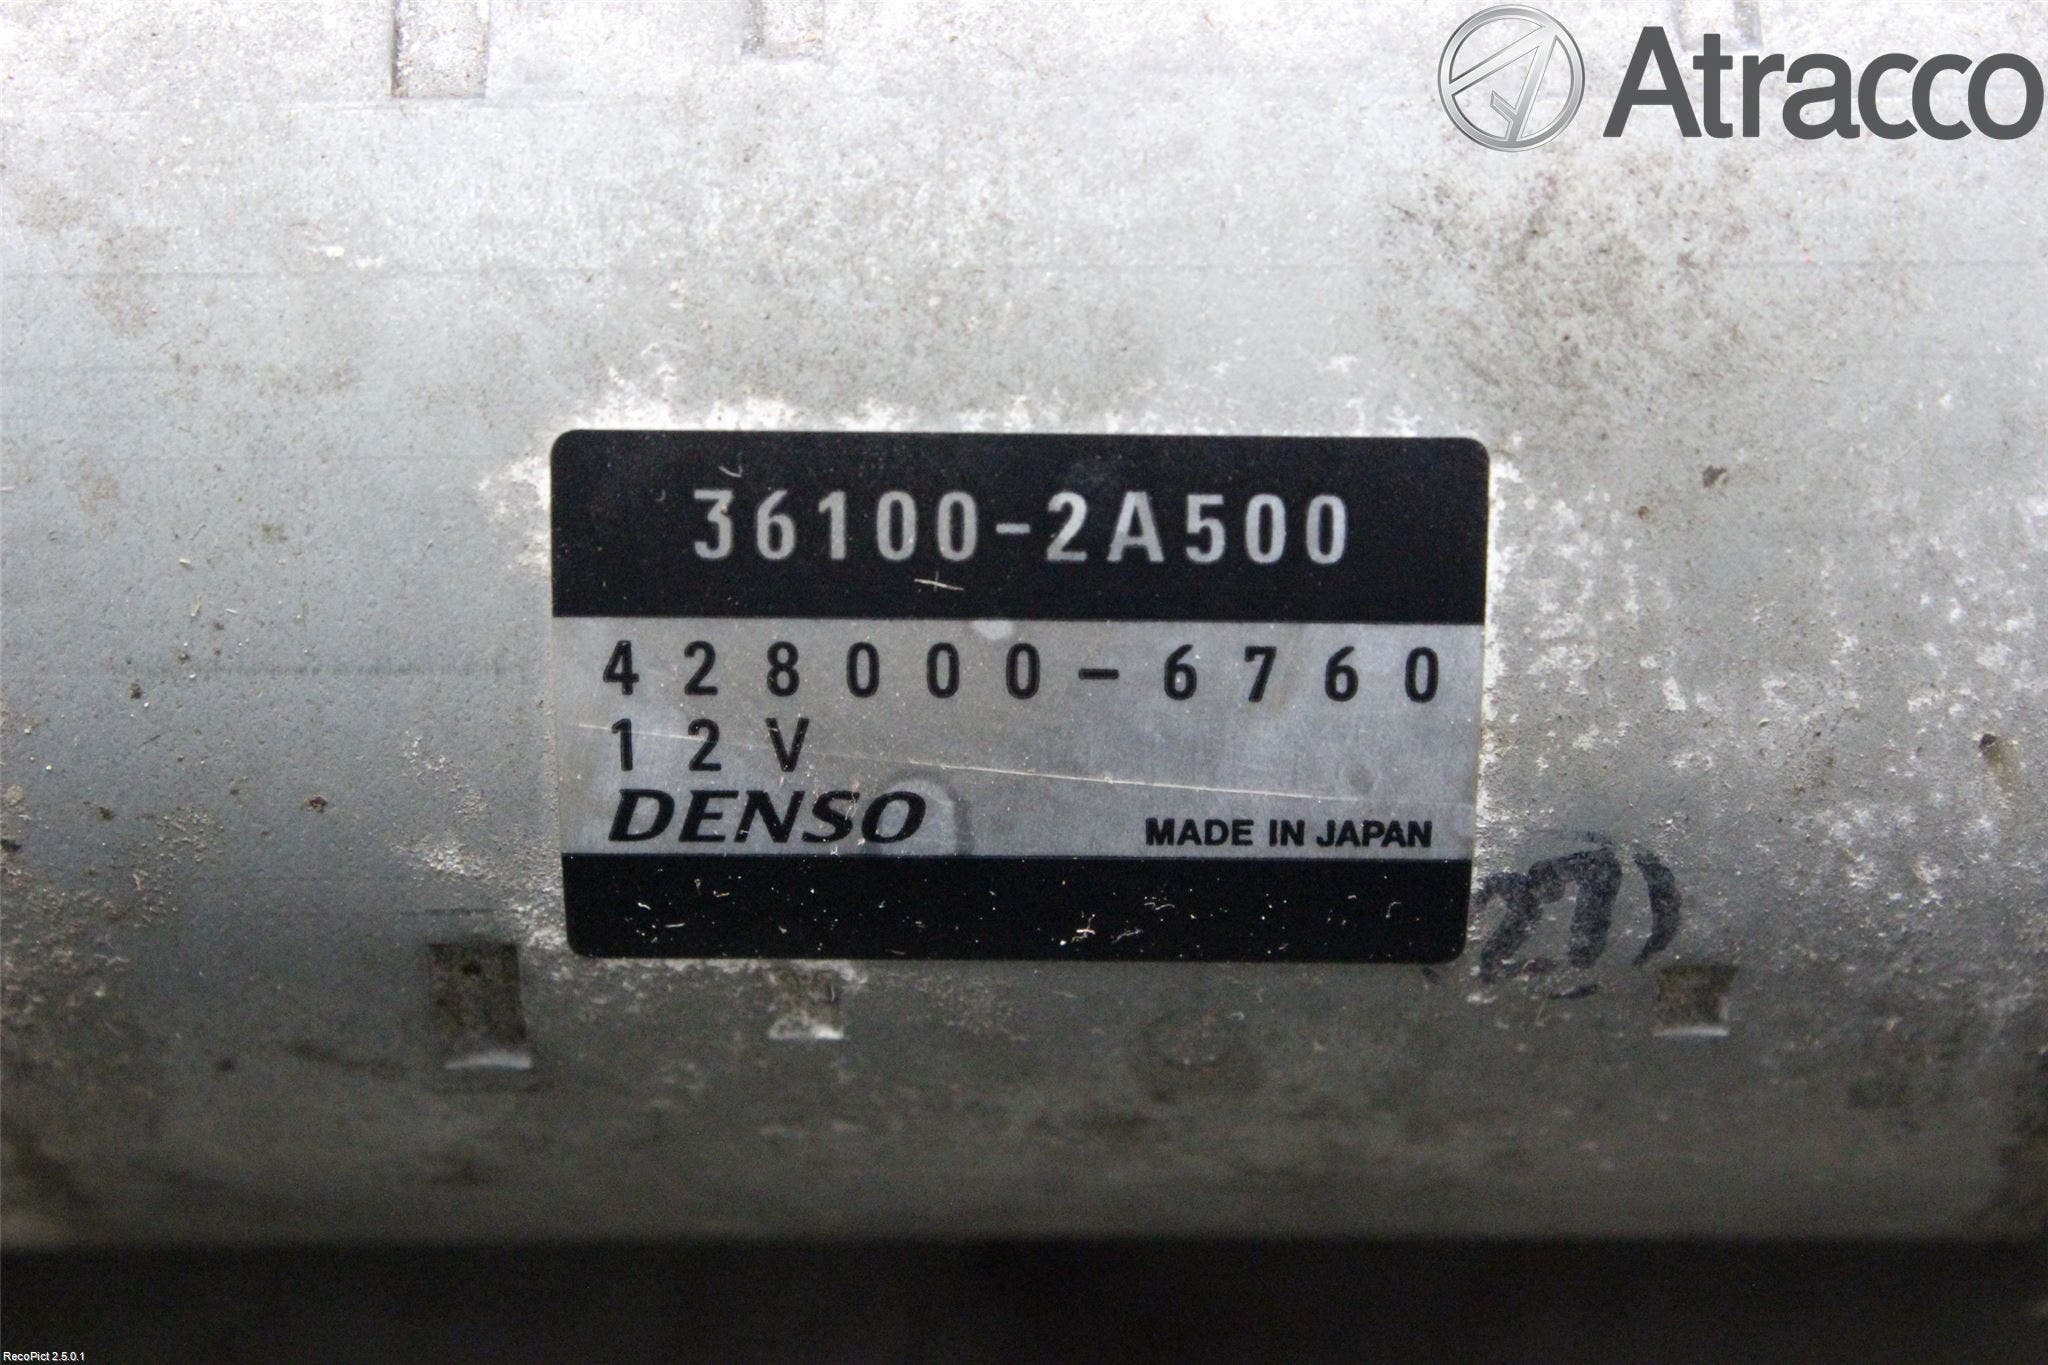 Atracco
36100-2A500
428000-6760
12V
DENSO
MADE IN JAPAN
RecoPict 2.5.0.1